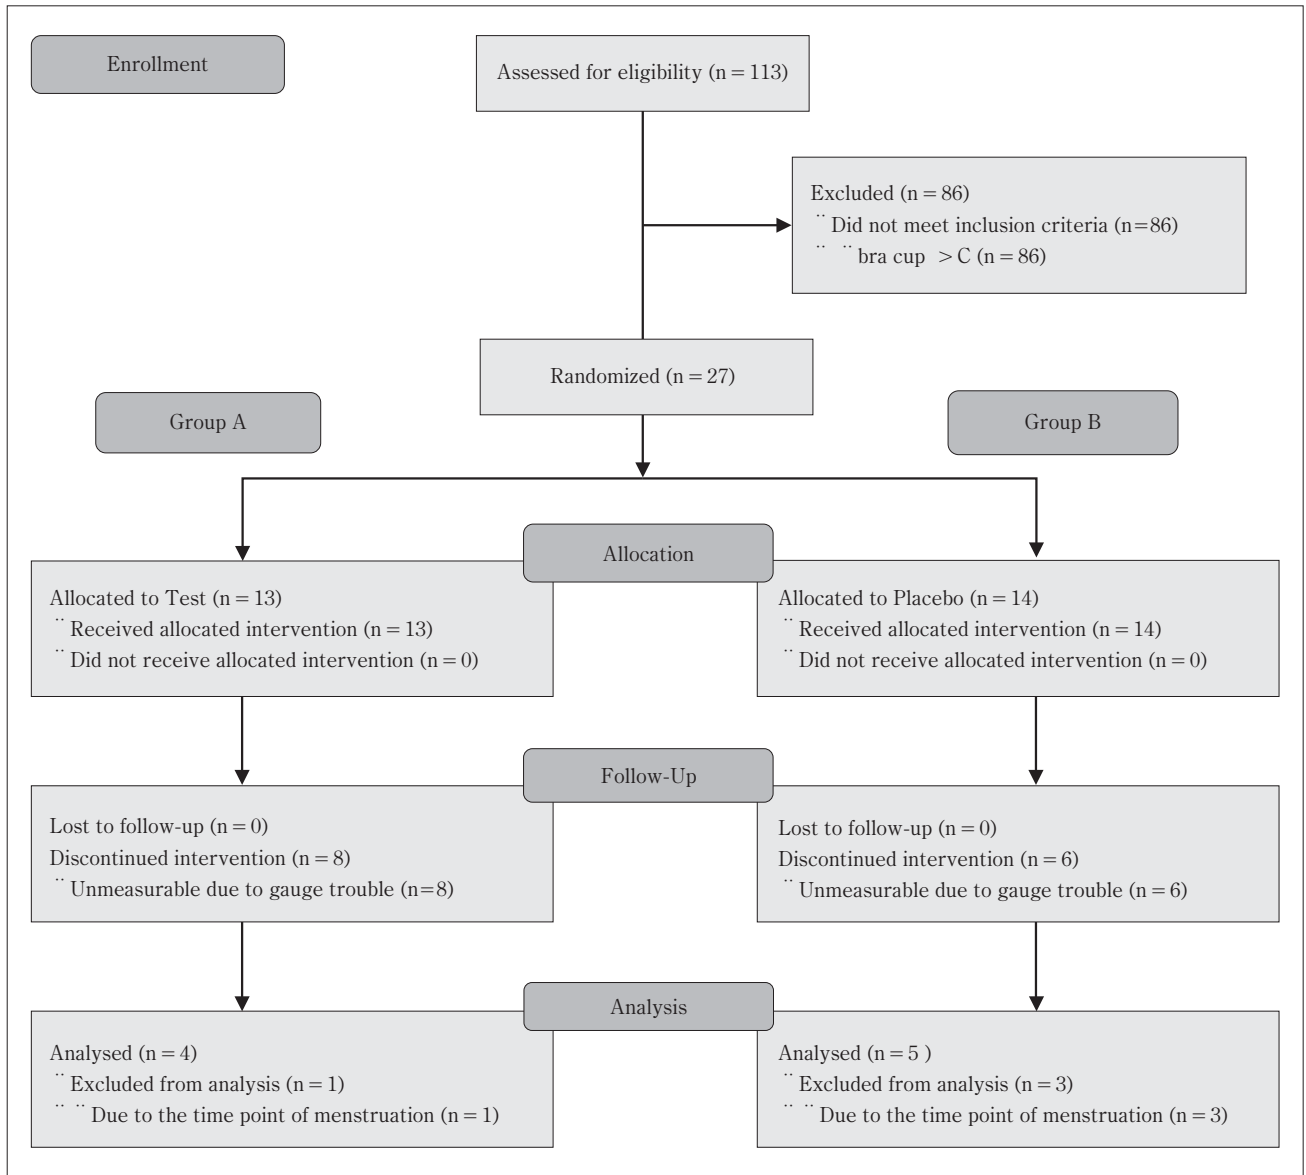 Enrollment
Assessed for eligibility (n = 113)
Excluded (n = 86)
¨ Did not meet inclusion criteria (n=86)
¨ ¨ bra cup >C (n = 86)
Randomized (n = 27)
Group A
Group B
Allocation
Allocated to Test (n = 13)
¨ Received allocated intervention (n = 13)
¨ Did not receive allocated intervention (n = 0)
Allocated to Placebo (n = 14)
¨ Received allocated intervention (n = 14)
¨ Did not receive allocated intervention (n = 0)
Follow-Up
Lost to follow-up (n = 0)
Discontinued intervention (n = 8)
¨ Unmeasurable due to gauge trouble (n=8)
Lost to follow-up (n = 0)
Discontinued intervention (n = 6)
¨ Unmeasurable due to gauge trouble (n = 6)
Analysis
Analysed (n = 4)
¨ Excluded from analysis (n = 1)
¨ ¨ Due to the time point of menstruation (n = 1)
Analysed (n = 5 )
¨ Excluded from analysis (n = 3)
¨ ¨ Due to the time point of menstruation (n = 3)